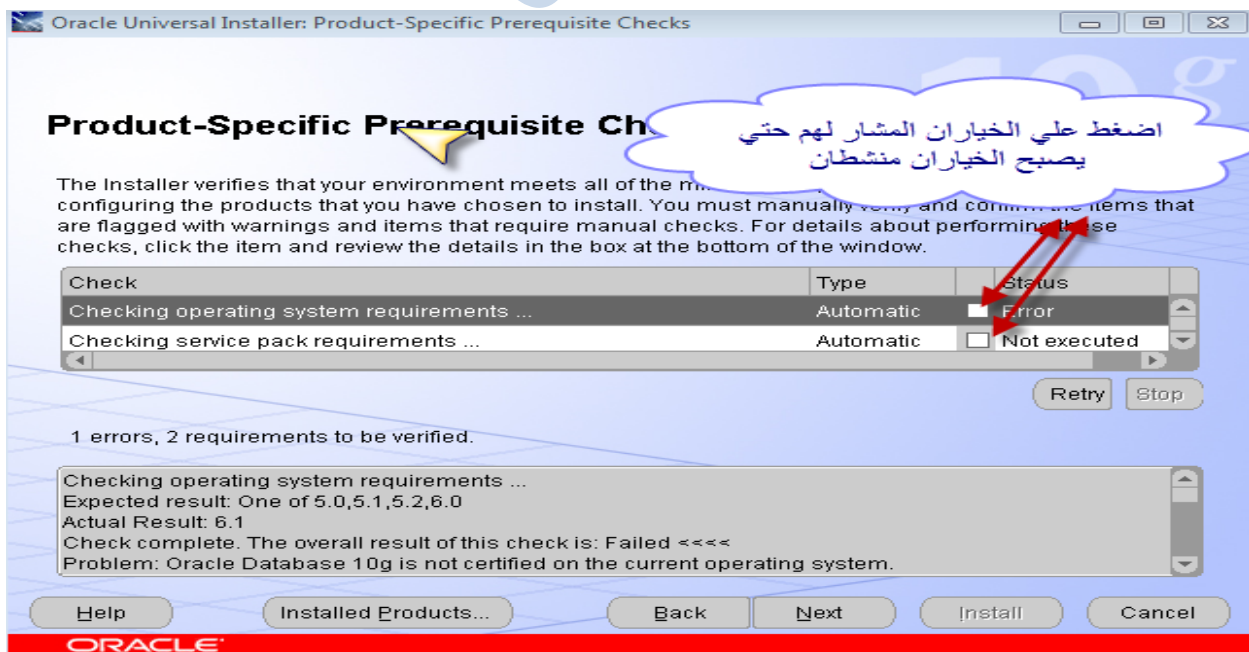 Oracle Universal Installer: Product-Specific Prerequisite Checks
10g
Product-Specific Prerequisite Ch
اضغط علي الخياران المشار لهم حتي
يصبح الخياران منشطان
The Installer verifies that your environment meets all of the
configuring the products that you have chosen to install. You must manually verify and confirm the items that
are flagged with warnings and items that require manual checks. For details about performing these
checks, click the item and review the details in the box at the bottom of the window.
Check Type Status
Checking operating system requirements ... Automatic Error
Checking service pack requirements ... Automatic Not executed
Retry Stop
1 errors, 2 requirements to be verified.
Checking operating system requirements ...
Expected result: One of 5.0,5.1,5.2,6.0
Actual Result: 6.1
Check complete. The overall result of this check is: Failed <<<<
Problem: Oracle Database 10g is not certified on the current operating system.
Help Installed Products... Back Next Install Cancel
ORACLE